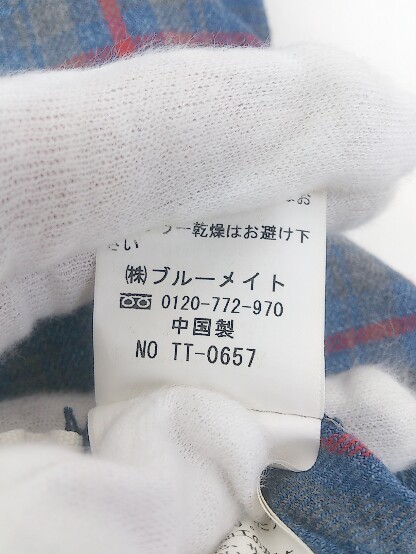 乾燥はお避け下
さい
㈱ブルーメイト
0120-772-970
中国製
NO TT-0657